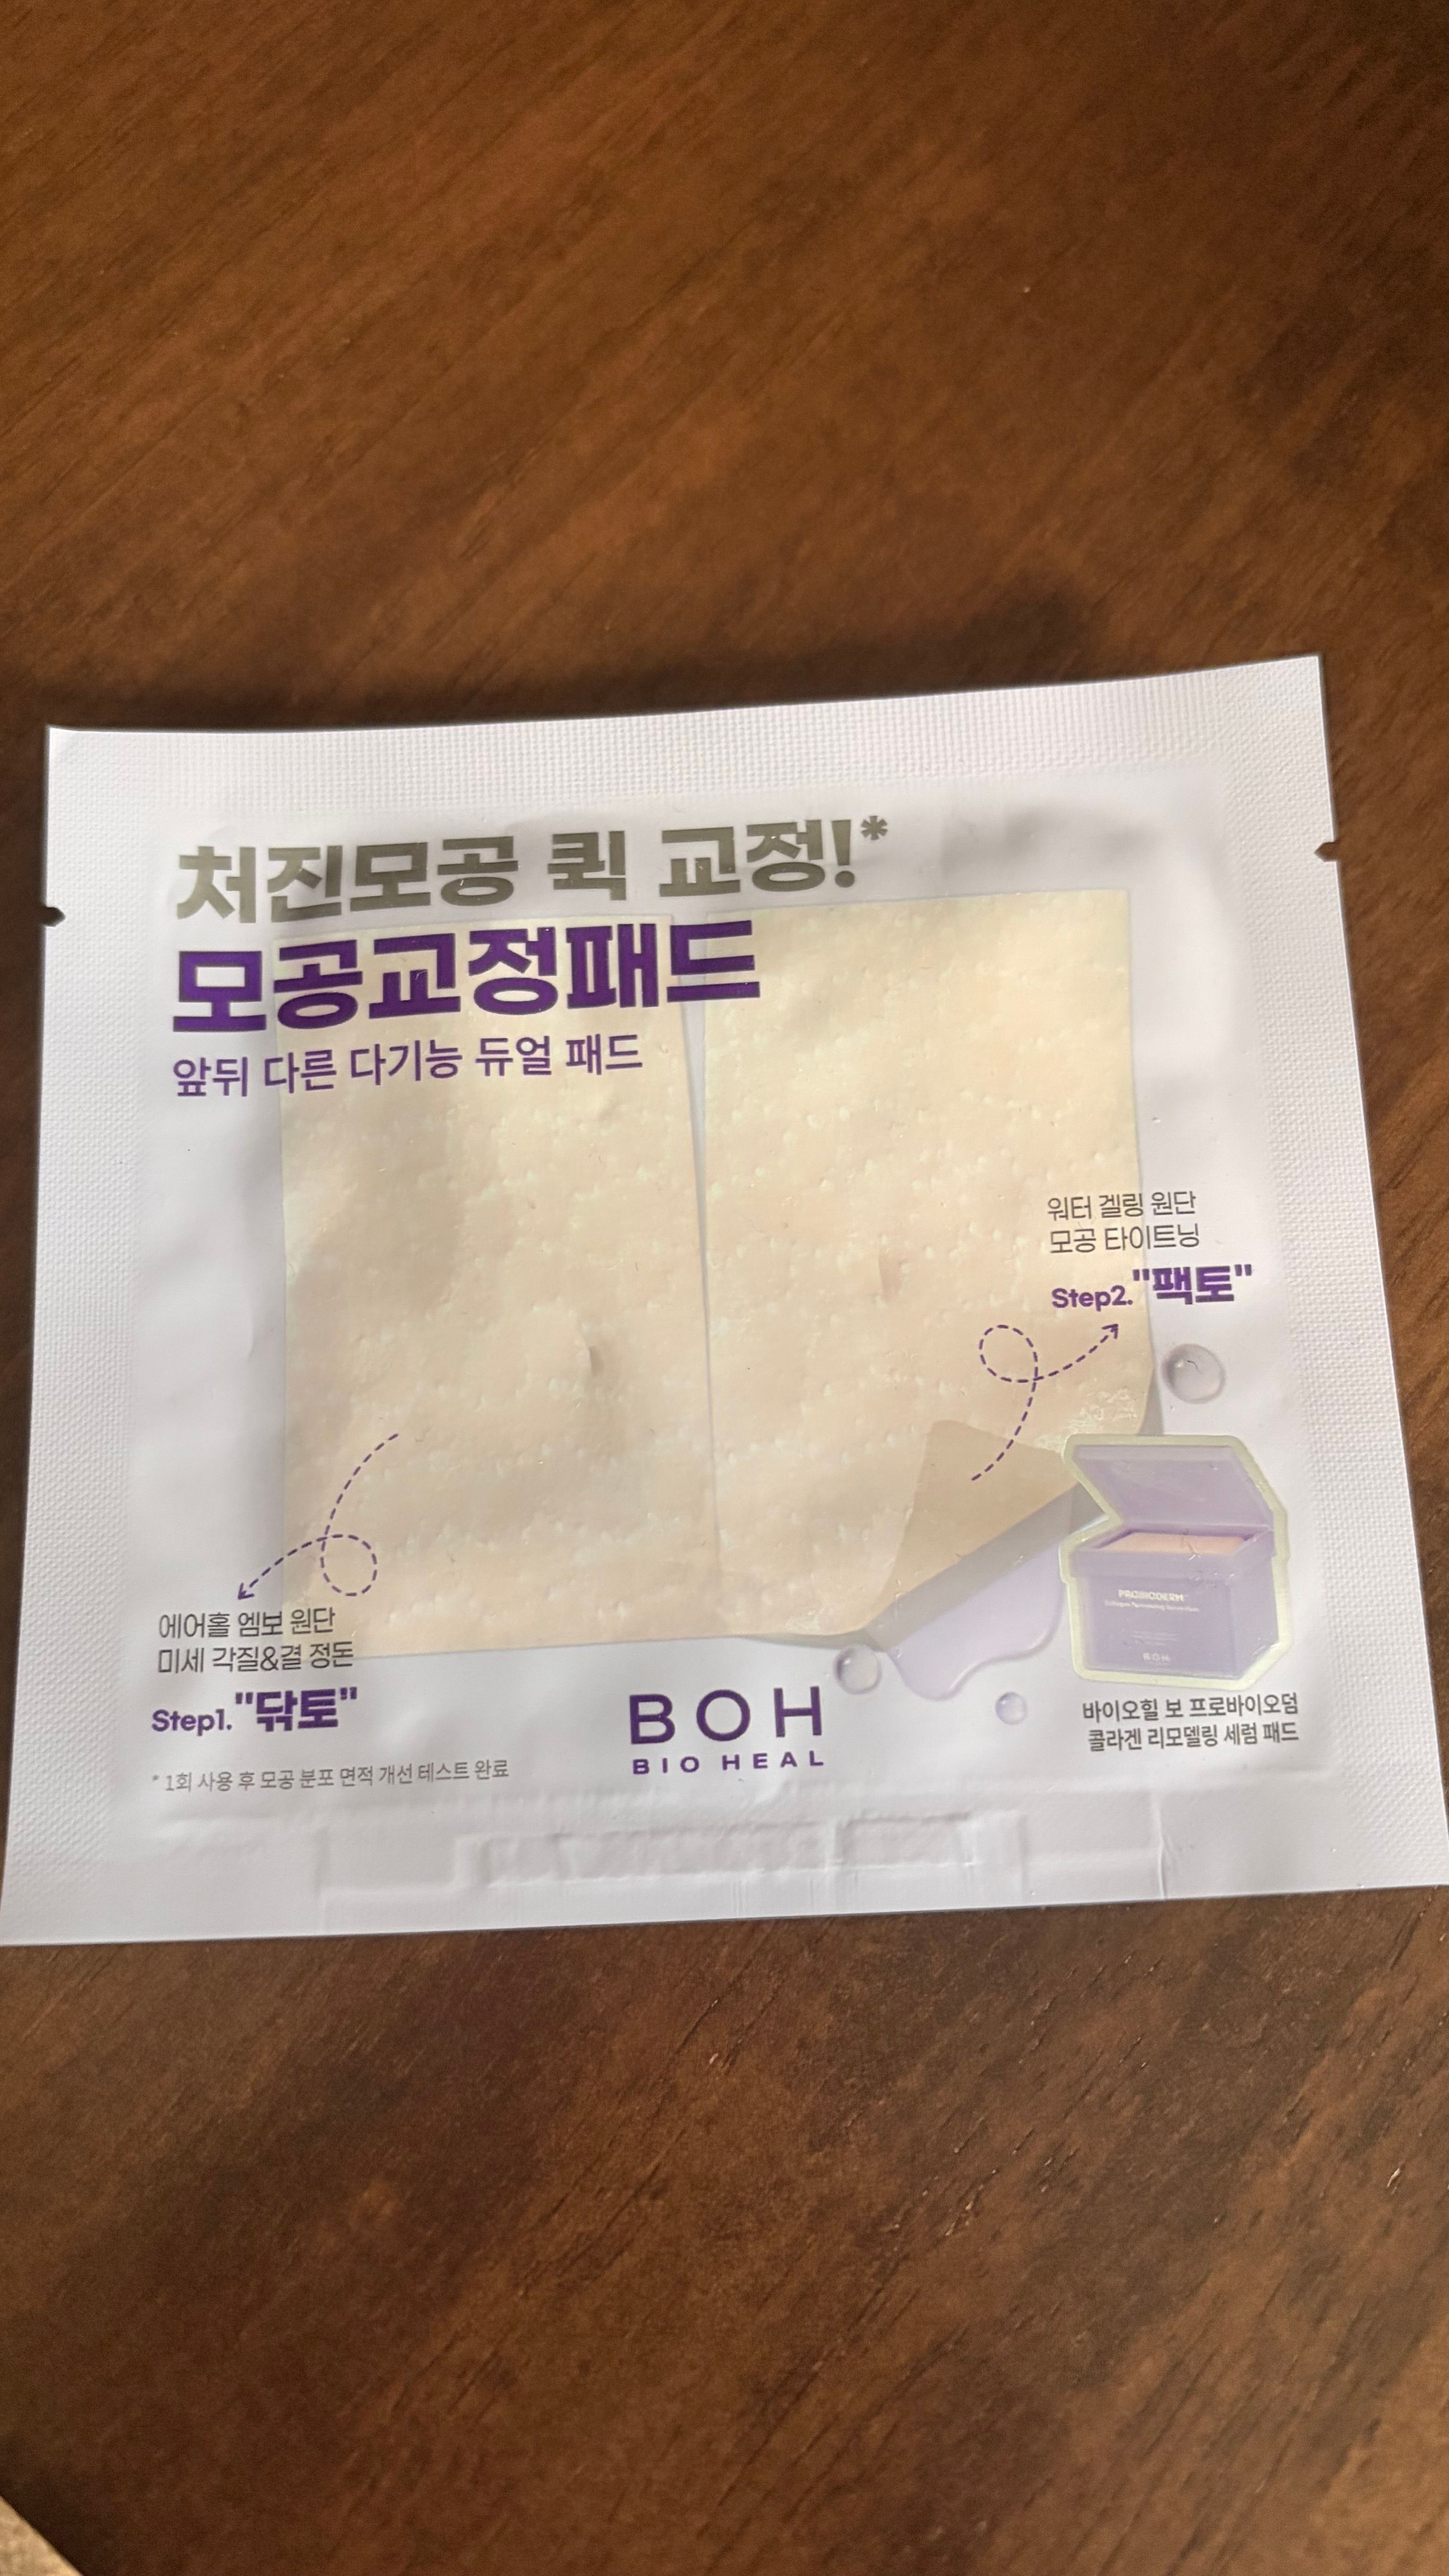 처진모공 퀵 교정!*
모공교정패드
앞뒤 다른 다기능 듀얼 패드
워터 겔링 원단
모공 타이트닝
Step2."팩토"
에어홀 엠보 원단
미세 각질&결 정돈
Step1."닦토"
* 1회 사용 후 모공 분포 면적 개선 테스트 완료
BOH
BIO HEAL
PROBIODERM
BOH
바이오힐 보 프로바이오덤
콜라겐 리모델링 세럼 패드